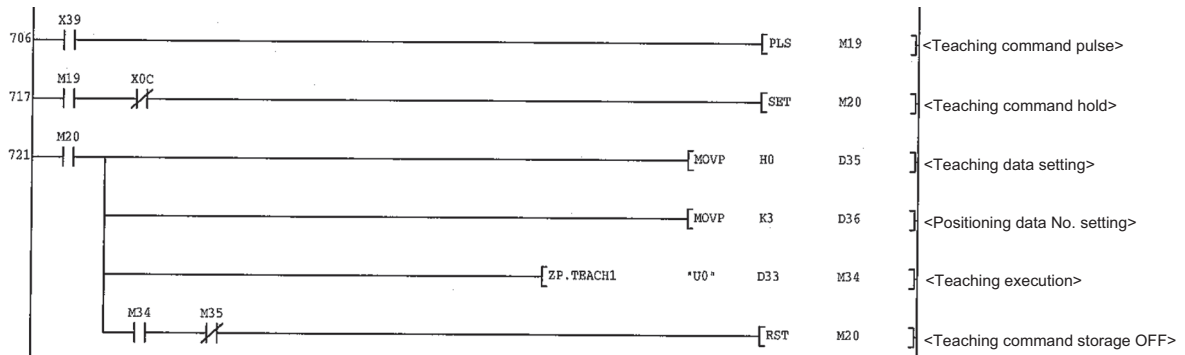 X39
706 [PLS M19 ] <Teaching command pulse>
M19 X0C
717 [SET M20 ] <Teaching command hold>
M20
721 [MOVP H0 D35 ] <Teaching data setting>
[MOVP K3 D36 ] <Positioning data No. setting>
[ZP.TEACH1 "U0" D33 M34 ] <Teaching execution>
M34 M35
[RST M20 ] <Teaching command storage OFF>